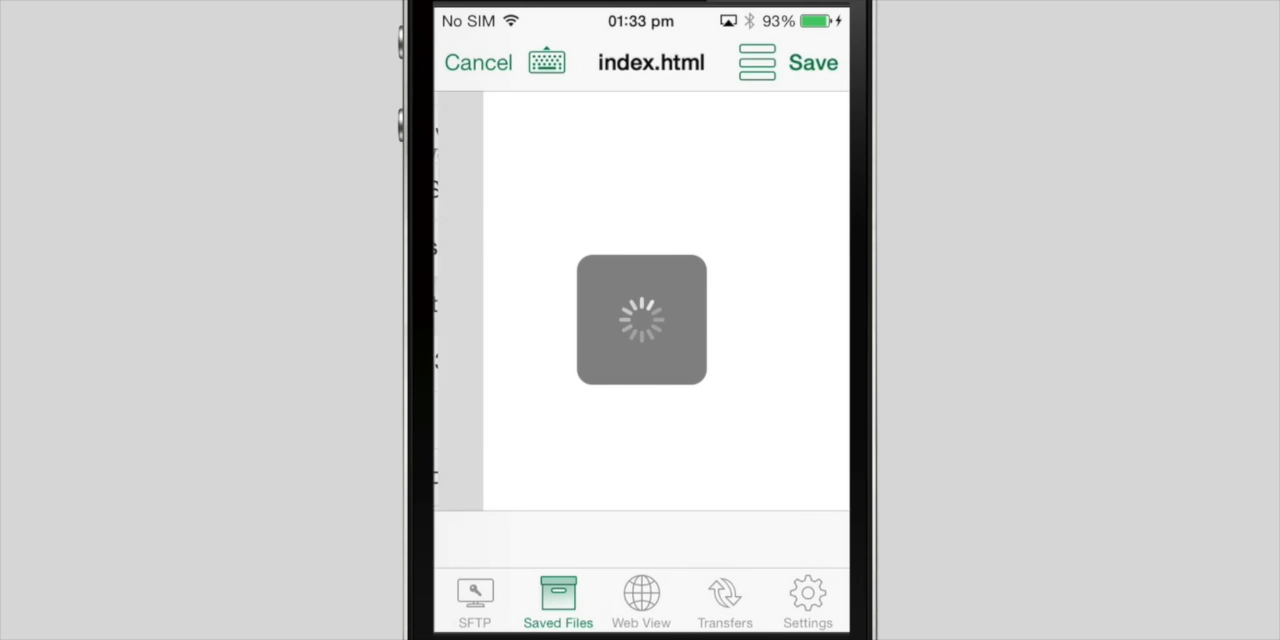 No SIM 01:33 pm 93%
Cancel index.html Save
SFTP Saved Files Web View Transfers Settings